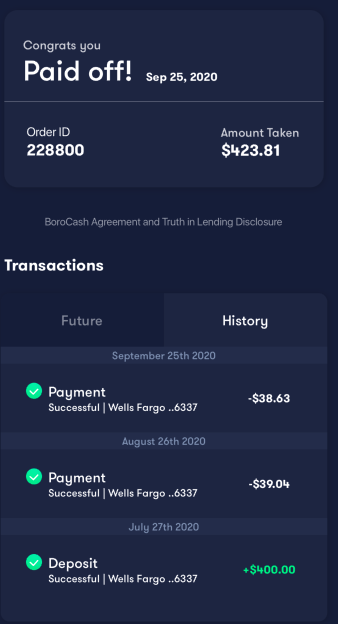 Congrats you
Paid off! Sep 25, 2020
Order ID Amount Taken
228800 $423.81
BoroCash Agreement and Truth in Lending Disclosure
Transactions
Future History
September 25th 2020
Payment
-$38.63
Successful | Wells Fargo ..6337
August 26th 2020
Payment
-$39.04
Successful | Wells Fargo ..6337
July 27th 2020
Deposit
+$400.00
Successful | Wells Fargo ..6337